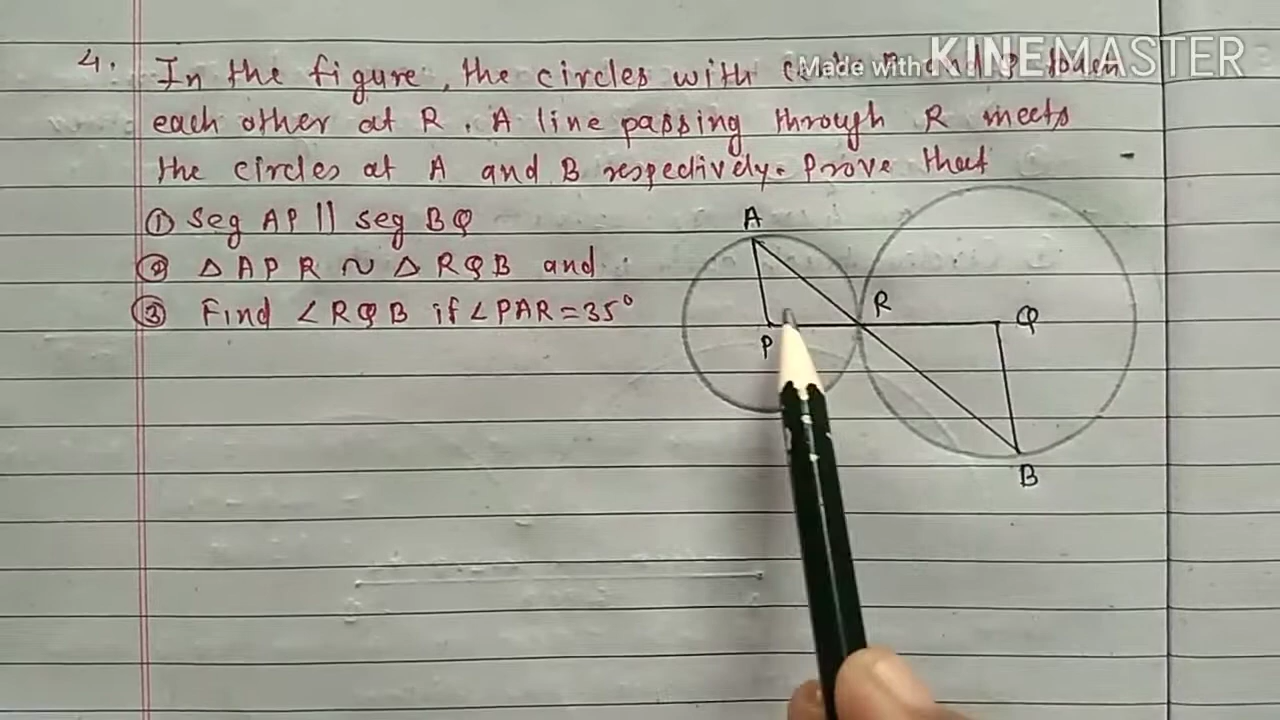 Made with KINEMASTER
4. In the figure, the circles with touch
each other at R. A line passing through R meets
the circles at A and B respectively. Prove that
① seg AP || seg BQ
② △ APR ~ △ RQB and
③ Find ∠RQB if ∠PAR = 35°
A
R
Q
P
B